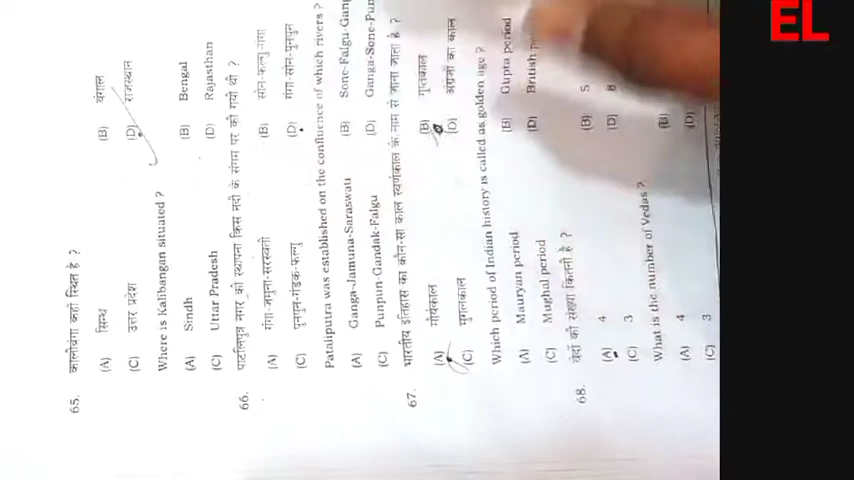 EL
65. कालीबंगा कहाँ स्थित है ?
(A) सिन्ध (B) बंगाल
(C) उत्तर प्रदेश (D) राजस्थान
Where is Kalibangan situated ?
(A) Sindh (B) Bengal
(C) Uttar Pradesh (D) Rajasthan
66. पाटलिपुत्र नगर की स्थापना किस नदी के संगम पर की गयी थी ?
(A) गंगा-जमुना-सरस्वती (B) सोन-फल्गु-गंगा
(C) पुनपुन-गंडक-फल्गु (D) गंगा-सोन-पुनपुन
Pataliputra was established on the confluence of which rivers ?
(A) Ganga-Jamuna-Saraswati (B) Sone-Falgu-Gan
(C) Punpun-Gandak-Falgu (D) Ganga-Sone-Pun
67. भारतीय इतिहास का कौन-सा काल स्वर्णकाल के नाम से जाना जाता है ?
(A) मौर्यकाल (B) गुप्तकाल
(C) मुगलकाल (D) अंग्रेजों का काल
Which period of Indian history is called as golden age ?
(A) Mauryan period (B) Gupta period
(C) Mughal period (D) British
68. वेदों की संख्या कितनी है ?
(A) 4 (B) 5
(C) 3 (D) 8
What is the number of Vedas ?
(A) 4 (B)
(C) 3 (D)